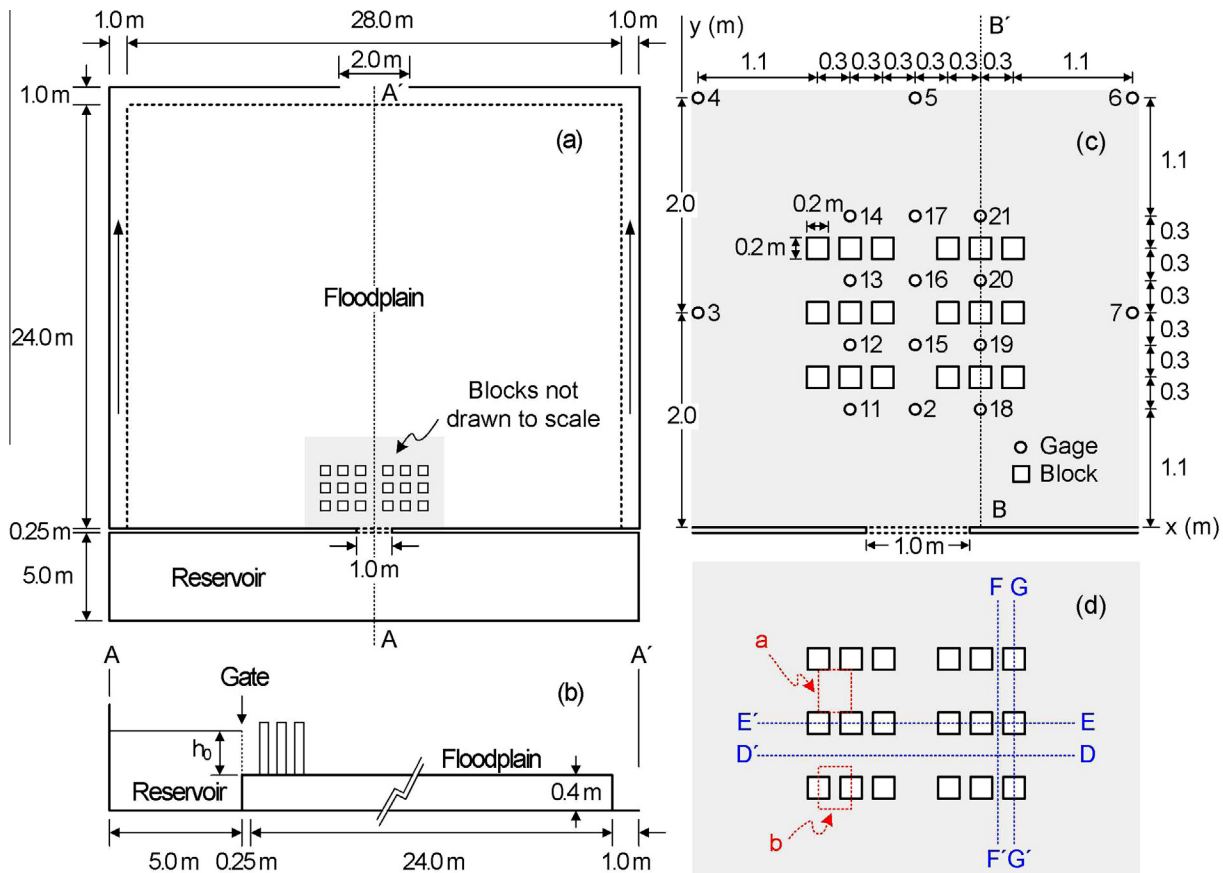 1.0 m 28.0 m 1.0 m
2.0 m
A´
1.0 m
(a)
24.0 m
Floodplain
Blocks not
drawn to scale
0.25 m
1.0 m
5.0 m
Reservoir
A
A A´
Gate
(b)
h0
Floodplain
Reservoir
0.4 m
5.0 m 0.25 m 24.0 m 1.0 m
y (m) B´
0.3 0.3 0.3
1.1 0.3 0.3 0.3 1.1
4 5 6
(c)
1.1
2.0
0.2 m
14 17 21
0.2 m
0.3
13 16 20
0.3
0.3
3 7
0.3
12 15 19
0.3
0.3
2.0
11 2 18
Gage
Block
1.1
B
x (m)
1.0 m
F G
(d)
a
E´ E
D´ D
b
F´ G´